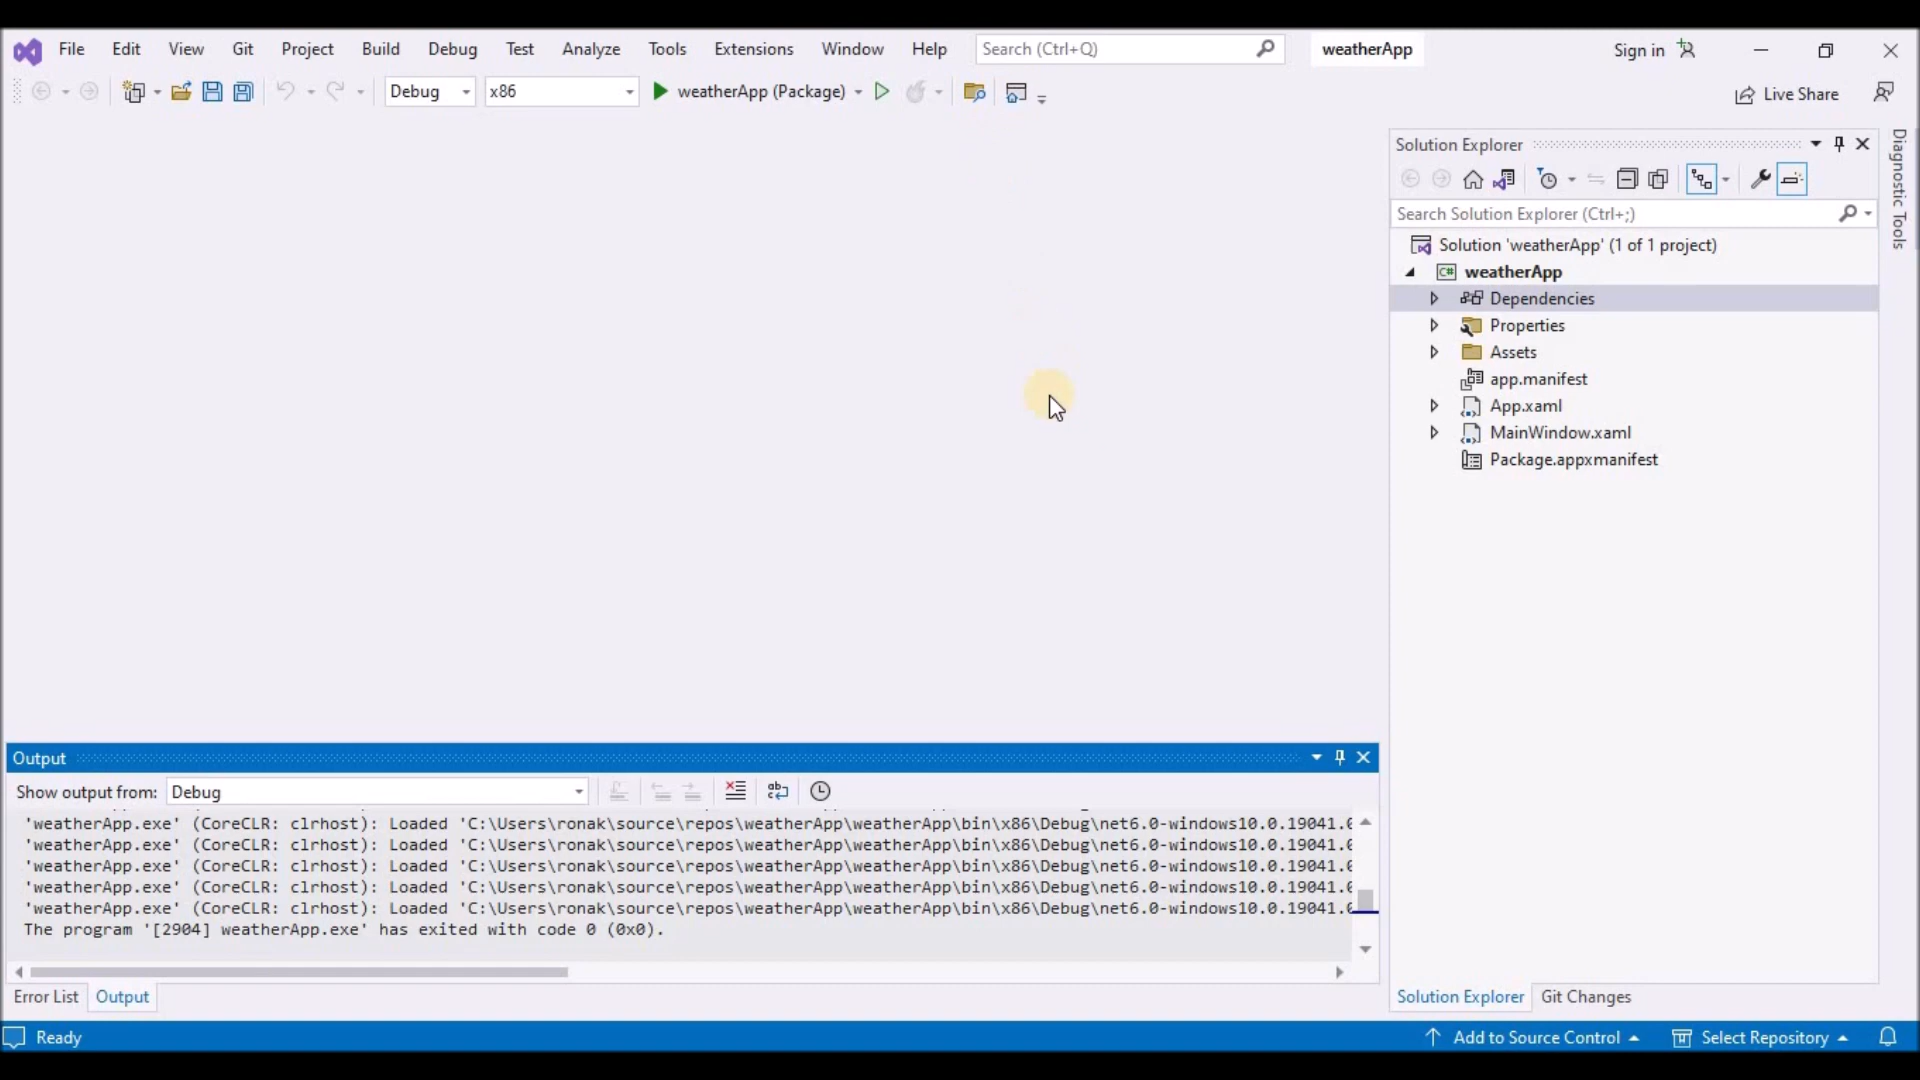 File Edit View Git Project Build Debug Test Analyze Tools Extensions Window Help Search (Ctrl+Q) weatherApp Sign in
Debug x86 weatherApp (Package) Live Share
Solution Explorer
Search Solution Explorer (Ctrl+;)
Solution 'weatherApp' (1 of 1 project)
C# weatherApp
Dependencies
Properties
Assets
app.manifest
App.xaml
MainWindow.xaml
Package.appxmanifest
Diagnostic Tools
Output
Show output from: Debug
'weatherApp.exe' (CoreCLR: clrhost): Loaded 'C:\Users\ronak\source\repos\weatherApp\weatherApp\bin\x86\Debug\net6.0-windows10.0.19041.0
'weatherApp.exe' (CoreCLR: clrhost): Loaded 'C:\Users\ronak\source\repos\weatherApp\weatherApp\bin\x86\Debug\net6.0-windows10.0.19041.0
'weatherApp.exe' (CoreCLR: clrhost): Loaded 'C:\Users\ronak\source\repos\weatherApp\weatherApp\bin\x86\Debug\net6.0-windows10.0.19041.0
'weatherApp.exe' (CoreCLR: clrhost): Loaded 'C:\Users\ronak\source\repos\weatherApp\weatherApp\bin\x86\Debug\net6.0-windows10.0.19041.0
'weatherApp.exe' (CoreCLR: clrhost): Loaded 'C:\Users\ronak\source\repos\weatherApp\weatherApp\bin\x86\Debug\net6.0-windows10.0.19041.0
The program '[2904] weatherApp.exe' has exited with code 0 (0x0).
Error List Output
Solution Explorer Git Changes
Ready Add to Source Control Select Repository